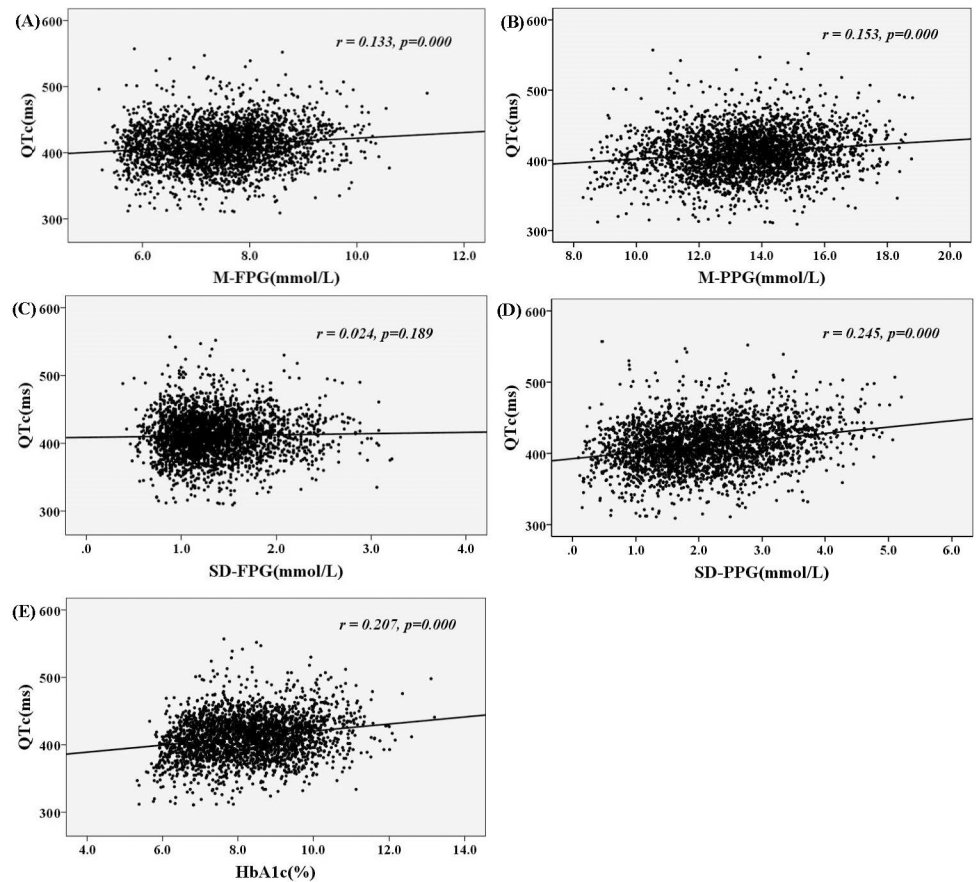 (A)
r = 0.133, p=0.000
600
500
400
300
QTc(ms)
6.0 8.0 10.0 12.0
M-FPG(mmol/L)
(B)
r = 0.153, p=0.000
600
500
400
300
QTc(ms)
8.0 10.0 12.0 14.0 16.0 18.0 20.0
M-PPG(mmol/L)
(C)
r = 0.024, p=0.189
600
500
400
300
QTc(ms)
.0 1.0 2.0 3.0 4.0
SD-FPG(mmol/L)
(D)
r = 0.245, p=0.000
600
500
400
300
QTc(ms)
.0 1.0 2.0 3.0 4.0 5.0 6.0
SD-PPG(mmol/L)
(E)
r = 0.207, p=0.000
600
500
400
300
QTc(ms)
4.0 6.0 8.0 10.0 12.0 14.0
HbA1c(%)